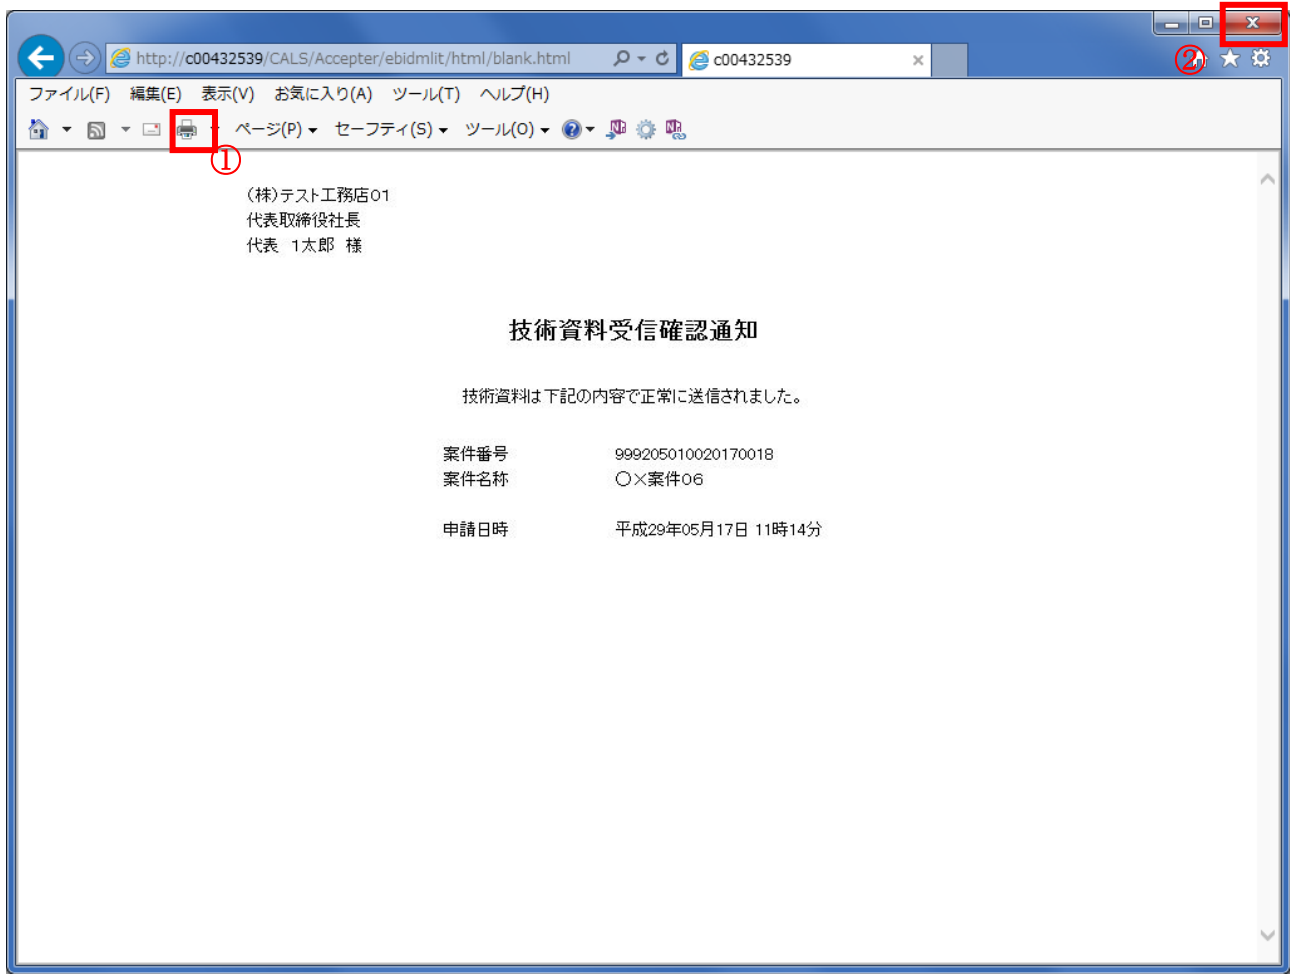 ②
http://c00432539/CALS/Accepter/ebidmlit/html/blank.html
c00432539
ファイル(F) 編集(E) 表示(V) お気に入り(A) ツール(T) ヘルプ(H)
ページ(P) セーフティ(S) ツール(O)
①
（株）テスト工務店０１
代表取締役社長
代表　１太郎　様
技術資料受信確認通知
技術資料は下記の内容で正常に送信されました。
案件番号 999205010020170018
案件名称 ○×案件０６
申請日時 平成29年05月17日 11時14分